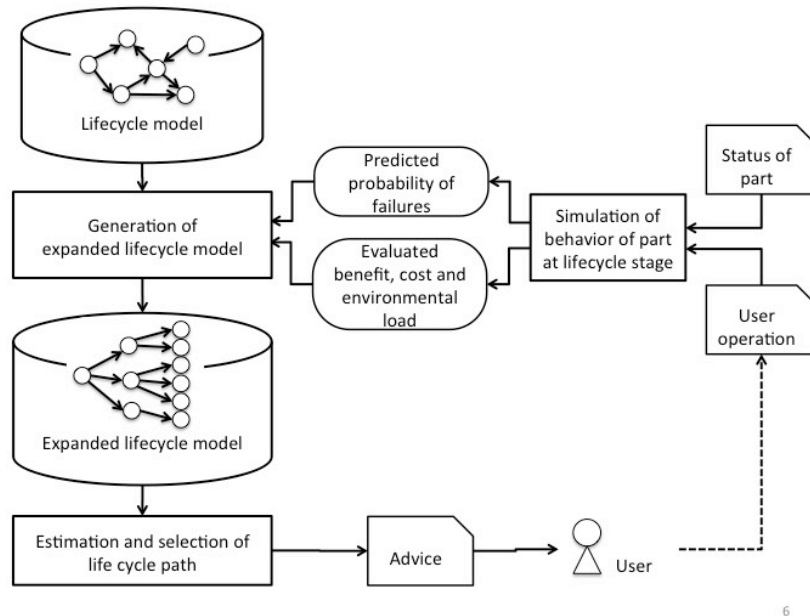 Lifecycle model
Generation of
expanded lifecycle model
Predicted
probability of
failures
Evaluated
benefit, cost and
environmental
load
Simulation of
behavior of part
at lifecycle stage
Status of
part
User
operation
Expanded lifecycle model
Estimation and selection of
life cycle path
Advice
User
6